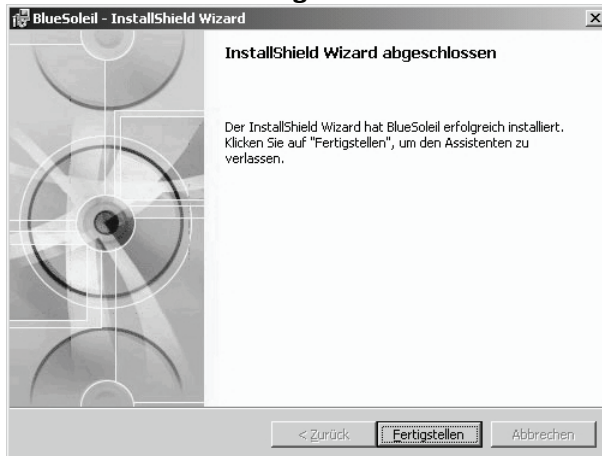 BlueSoleil - InstallShield Wizard
InstallShield Wizard abgeschlossen
Der InstallShield Wizard hat BlueSoleil erfolgreich installiert.
Klicken Sie auf "Fertigstellen", um den Assistenten zu
verlassen.
< Zurück Fertigstellen Abbrechen